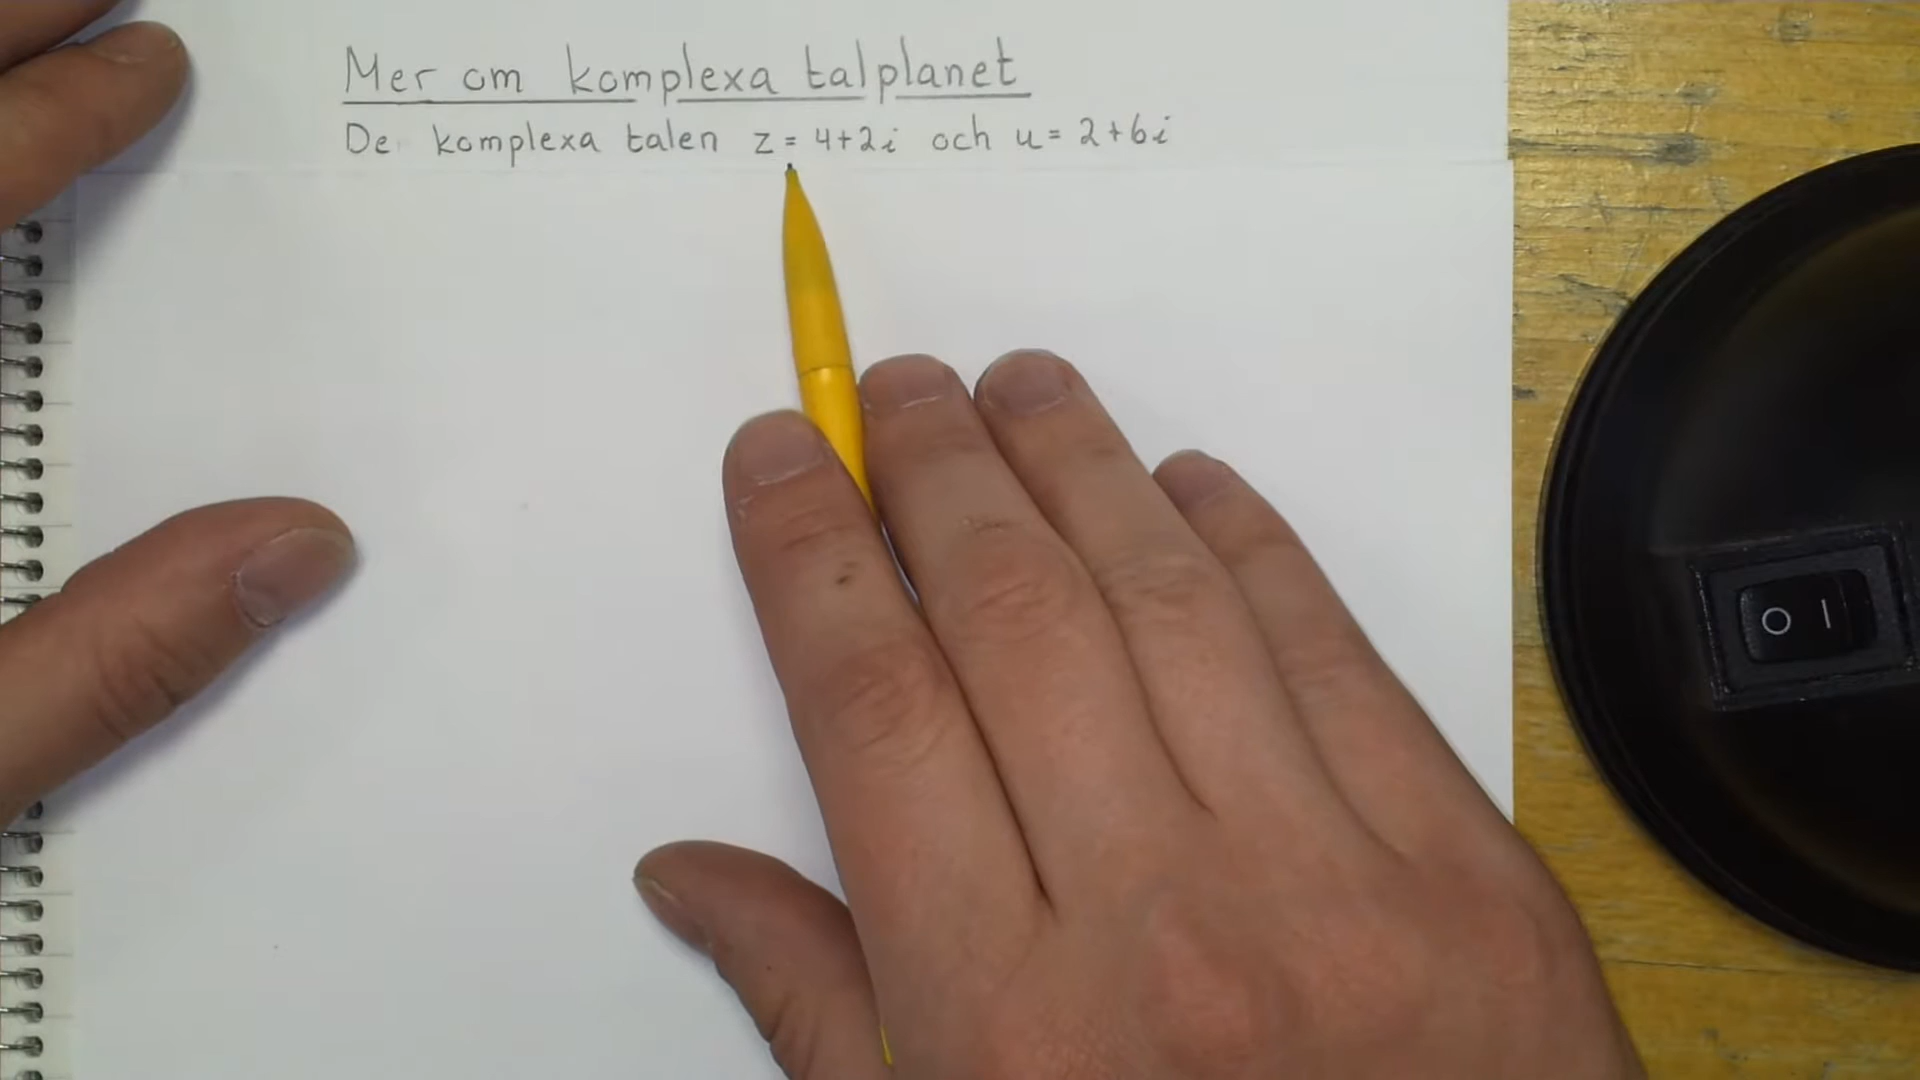 Mer om komplexa talplanet
De komplexa talen z = 4+2i och u = 2+6i
O I